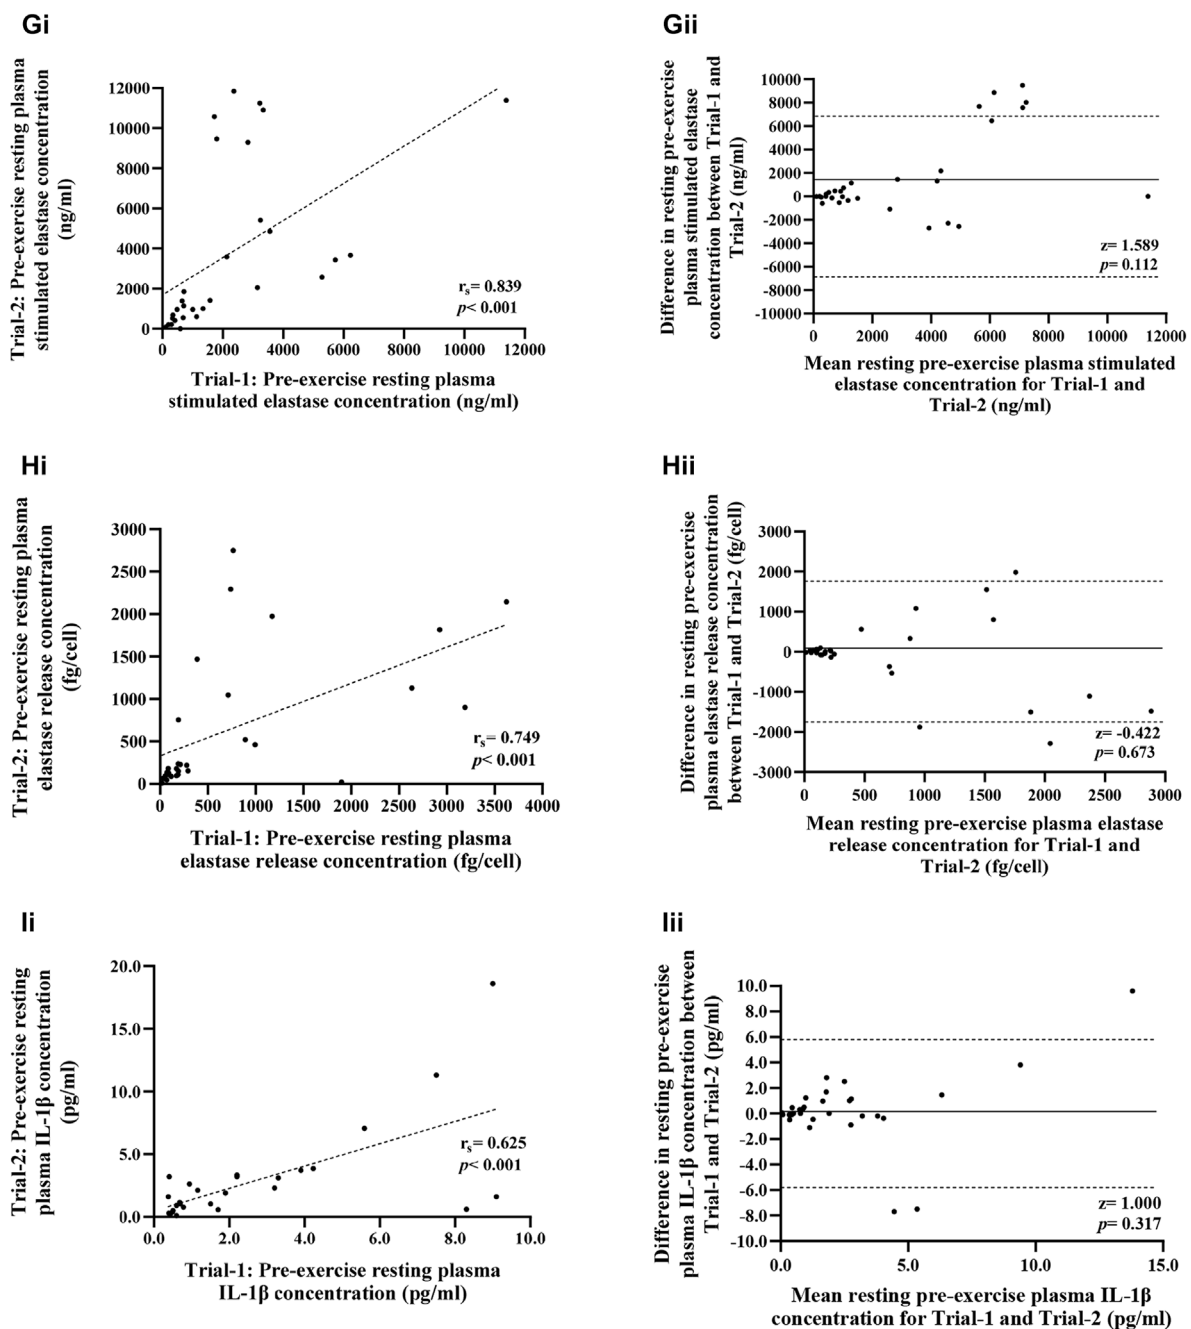 Gi
Trial-2: Pre-exercise resting plasma
stimulated elastase concentration
(ng/ml)
12000
10000
8000
6000
4000
2000
0
rs= 0.839
p< 0.001
0 2000 4000 6000 8000 10000 12000
Trial-1: Pre-exercise resting plasma
stimulated elastase concentration (ng/ml)
Gii
Difference in resting pre-exercise
plasma stimulated elastase
concentration between Trial-1 and
Trial-2 (ng/ml)
10000
8000
6000
4000
2000
0
-2000
-4000
-6000
-8000
-10000
z= 1.589
p= 0.112
0 2000 4000 6000 8000 10000 12000
Mean resting pre-exercise plasma stimulated
elastase concentration for Trial-1 and
Trial-2 (ng/ml)
Hi
Trial-2: Pre-exercise resting plasma
elastase release concentration
(fg/cell)
3000
2500
2000
1500
1000
500
0
rs= 0.749
p< 0.001
0 500 1000 1500 2000 2500 3000 3500 4000
Trial-1: Pre-exercise resting plasma
elastase release concentration (fg/cell)
Hii
Difference in resting pre-exercise
plasma elastase release concentration
between Trial-1 and Trial-2 (fg/cell)
3000
2000
1000
0
-1000
-2000
-3000
z= -0.422
p= 0.673
0 500 1000 1500 2000 2500 3000
Mean resting pre-exercise plasma elastase
release concentration for Trial-1 and
Trial-2 (fg/cell)
Ii
Trial-2: Pre-exercise resting
plasma IL-1β concentration
(pg/ml)
20.0
15.0
10.0
5.0
0.0
rs= 0.625
p< 0.001
0.0 2.0 4.0 6.0 8.0 10.0
Trial-1: Pre-exercise resting plasma
IL-1β concentration (pg/ml)
Iii
Difference in resting pre-exercise
plasma IL-1β concentration between
Trial-1 and Trial-2 (pg/ml)
10.0
8.0
6.0
4.0
2.0
0.0
-2.0
-4.0
-6.0
-8.0
-10.0
z= 1.000
p= 0.317
0.0 5.0 10.0 15.0
Mean resting pre-exercise plasma IL-1β
concentration for Trial-1 and Trial-2 (pg/ml)